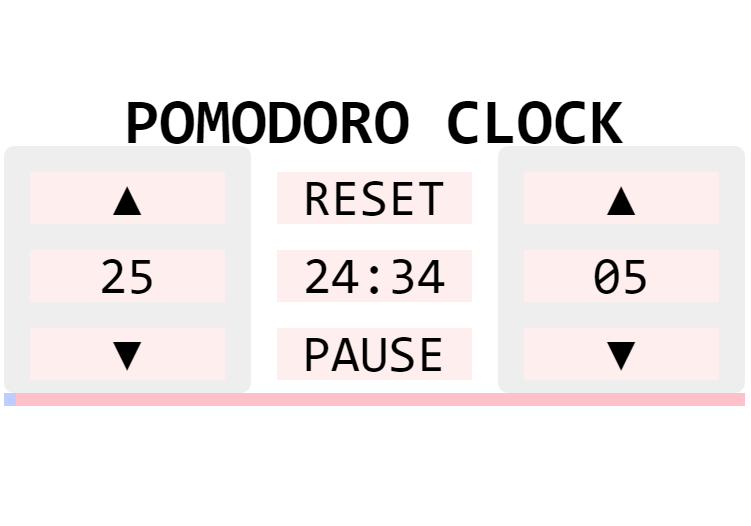 POMODORO CLOCK
▲ RESET ▲
25 24:34 05
▼ PAUSE ▼